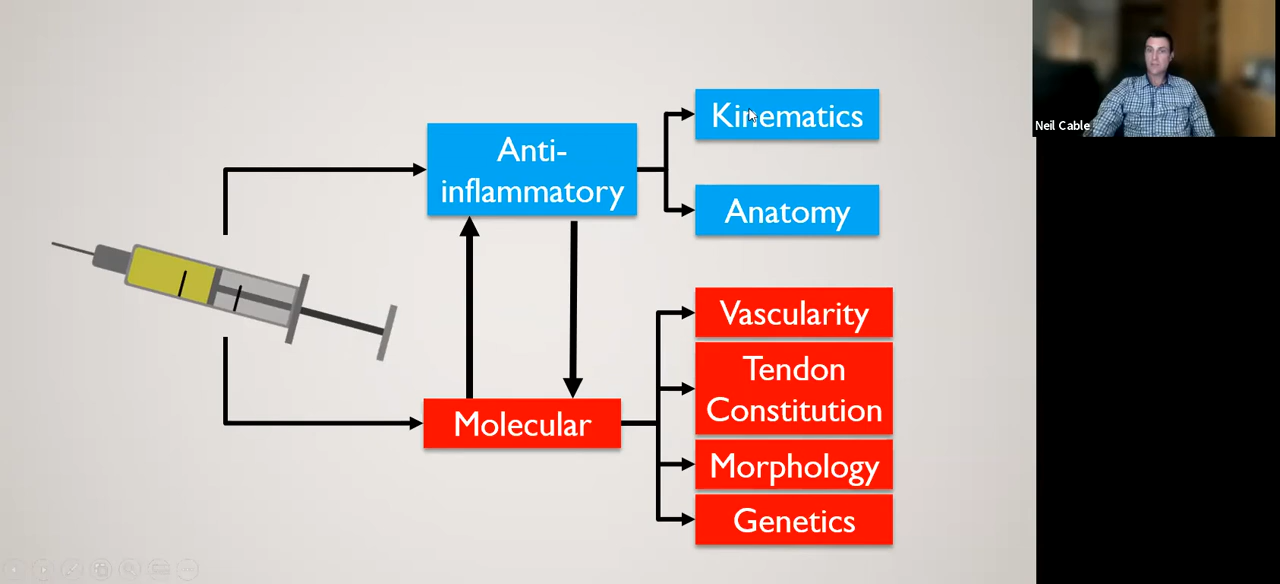 Kinematics
Anti-
inflammatory
Anatomy
Vascularity
Tendon
Constitution
Molecular
Morphology
Genetics
Neil Cable